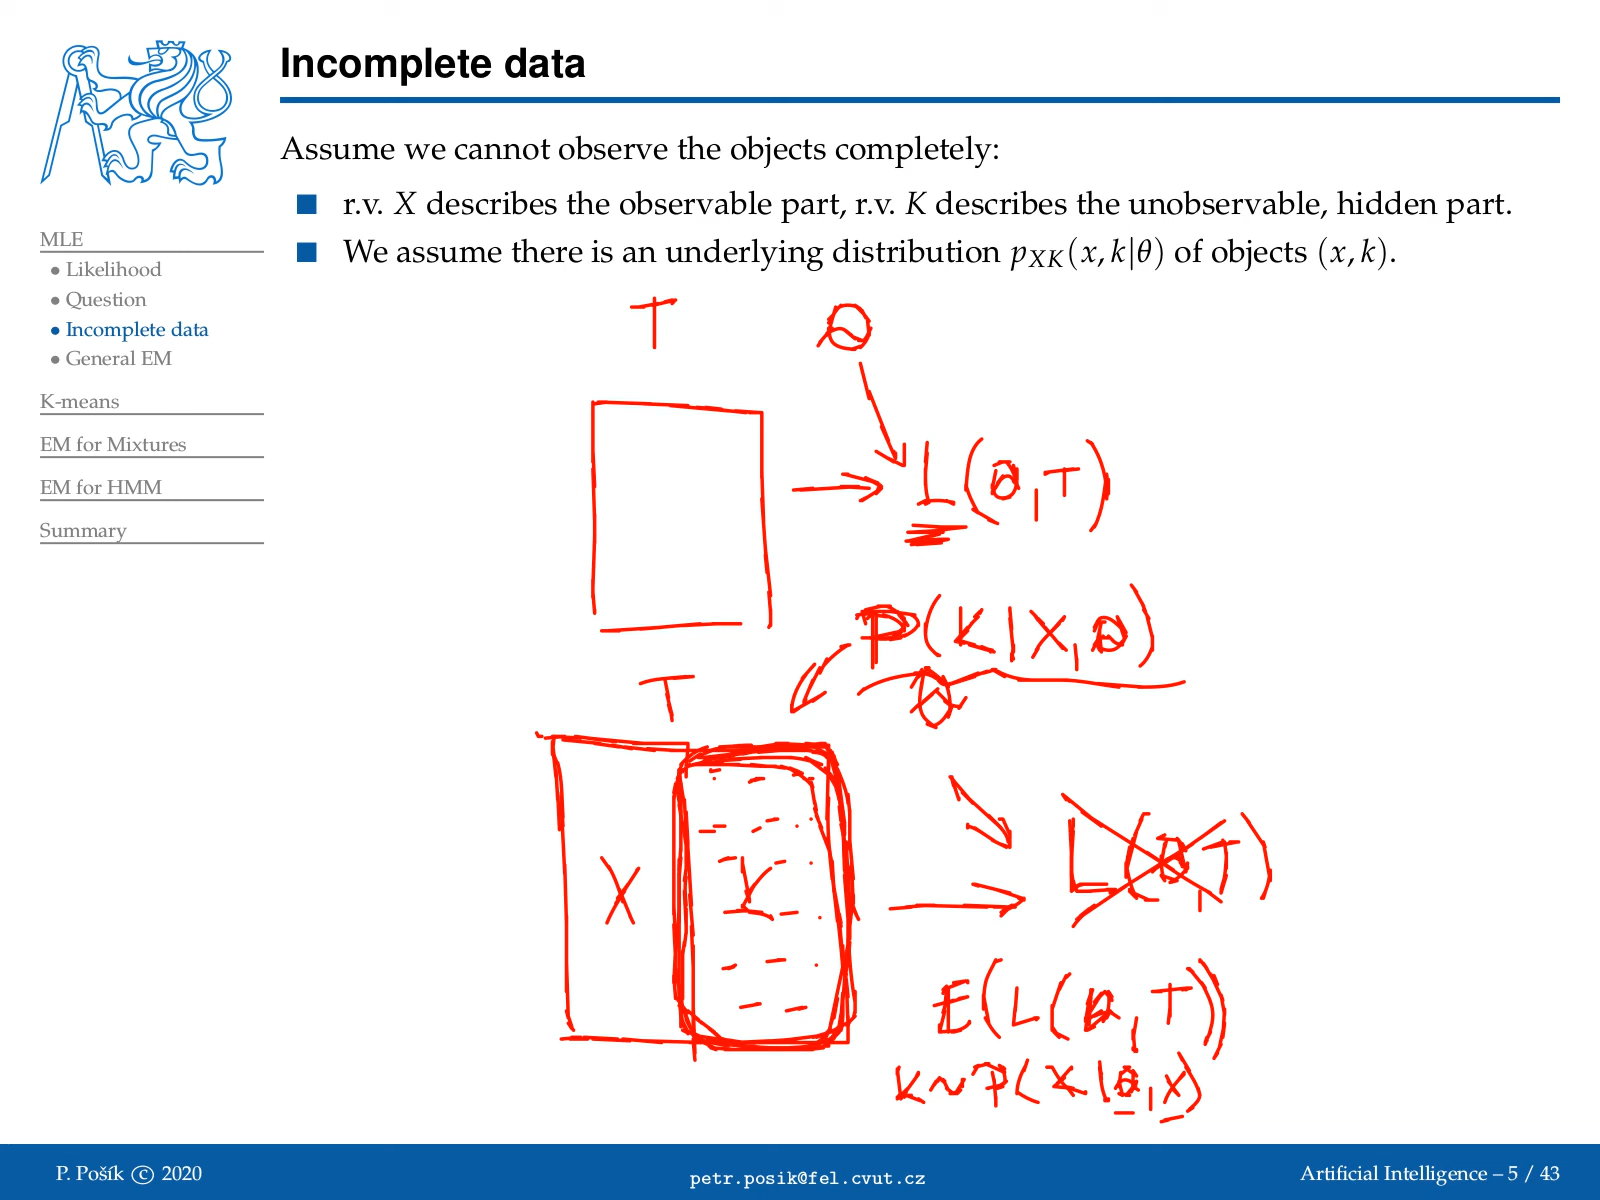 Incomplete data
Assume we cannot observe the objects completely:
■ r.v. X describes the observable part, r.v. K describes the unobservable, hidden part.
■ We assume there is an underlying distribution p_{XK}(x, k|θ) of objects (x, k).
MLE
• Likelihood
• Question
• Incomplete data
• General EM
K-means
EM for Mixtures
EM for HMM
Summary
T
θ
L(θ, T)
P(K | X, θ)
θ
T
X
K
L(θ, T)
E(L(θ, T))
K ~ P(K | θ, X)
P. Pošík © 2020
petr.posik@fel.cvut.cz
Artificial Intelligence – 5 / 43